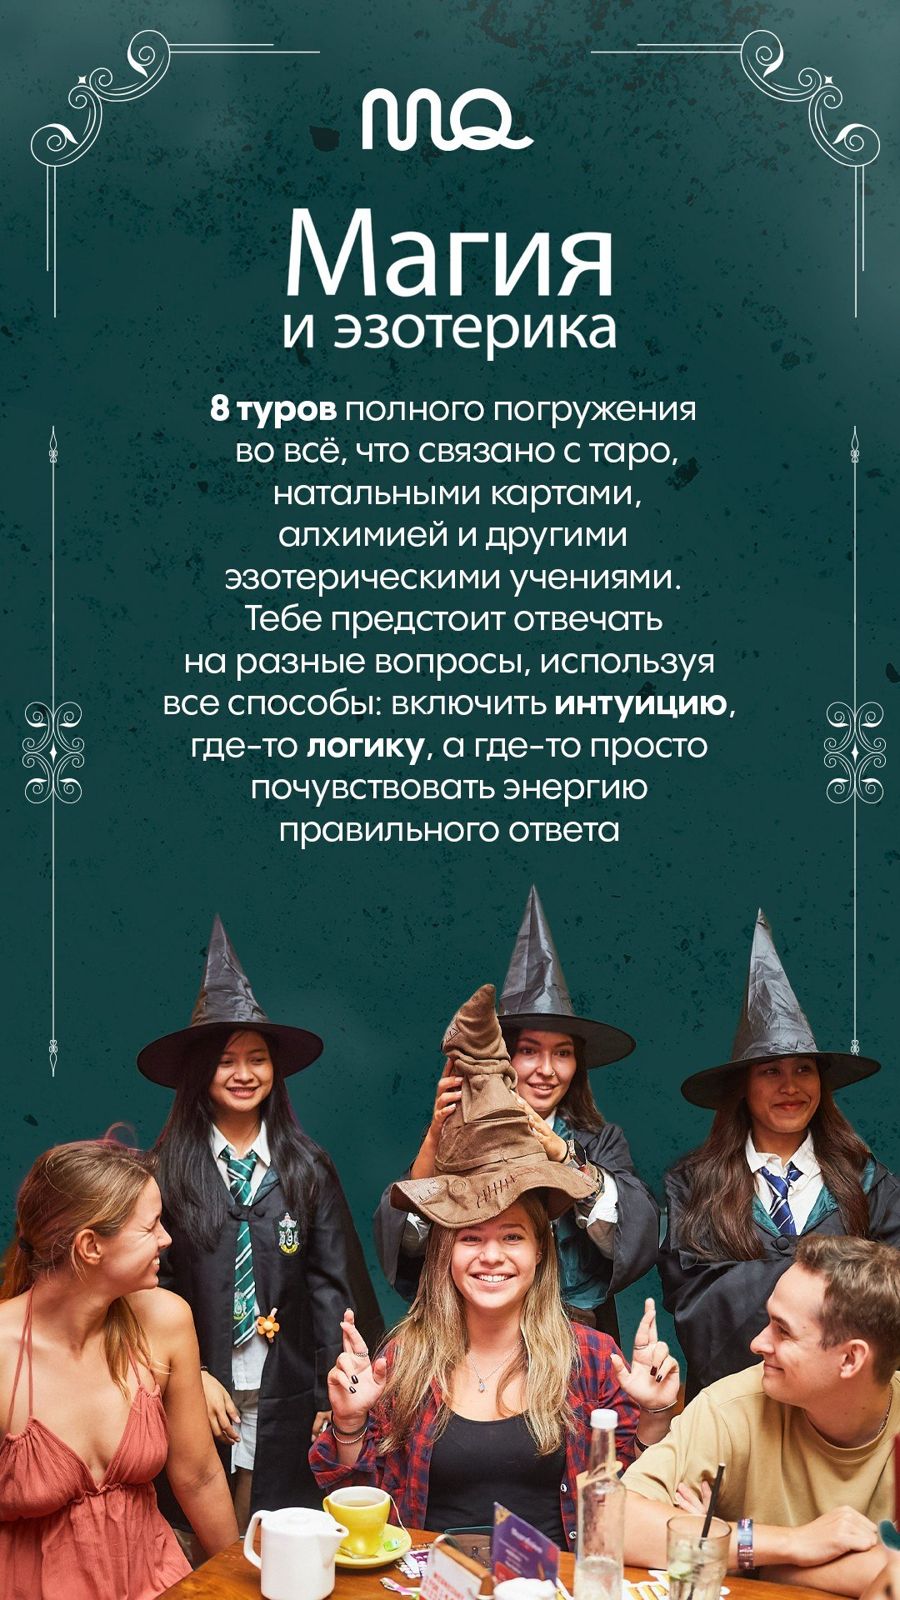 MQ
Магия
и эзотерика
8 туров полного погружения
во всё, что связано с таро,
натальными картами,
алхимией и другими
эзотерическими учениями.
Тебе предстоит отвечать
на разные вопросы, используя
все способы: включить интуицию,
где-то логику, а где-то просто
почувствовать энергию
правильного ответа